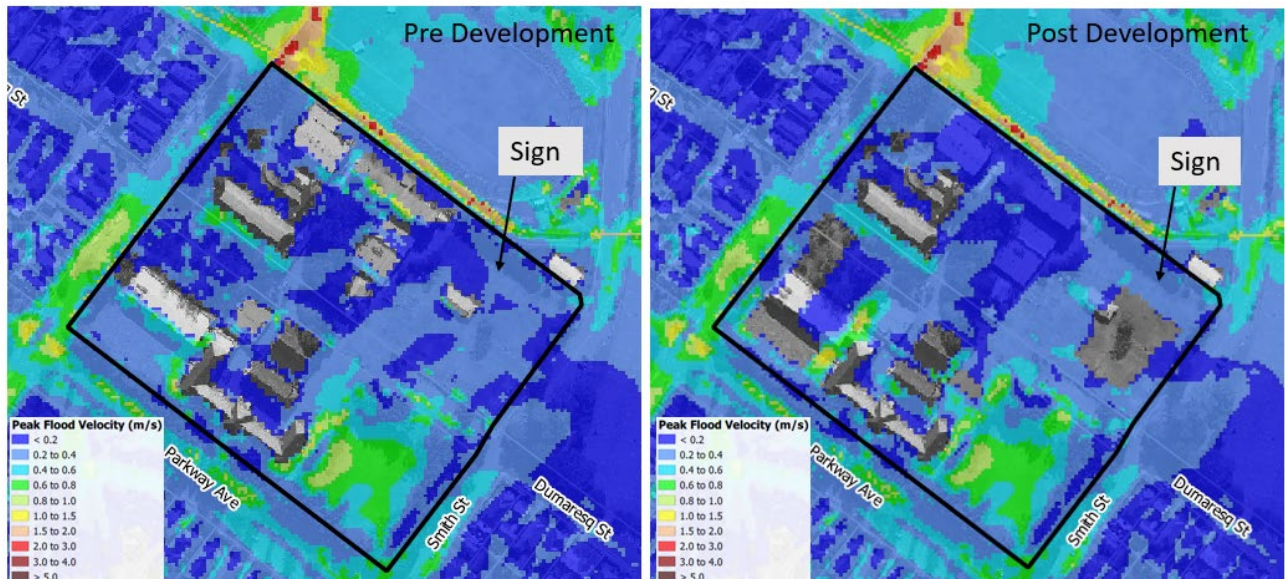 Pre Development
Sign
q St
Peak Flood Velocity (m/s)
< 0.2
0.2 to 0.4
0.4 to 0.6
0.6 to 0.8
0.8 to 1.0
1.0 to 1.5
1.5 to 2.0
2.0 to 3.0
3.0 to 4.0
> 5.0
Parkway Ave
Smith St
Dumaresq St
Post Development
Sign
q St
Peak Flood Velocity (m/s)
< 0.2
0.2 to 0.4
0.4 to 0.6
0.6 to 0.8
0.8 to 1.0
1.0 to 1.5
1.5 to 2.0
2.0 to 3.0
3.0 to 4.0
> 5.0
Parkway Ave
Smith St
Dumaresq St